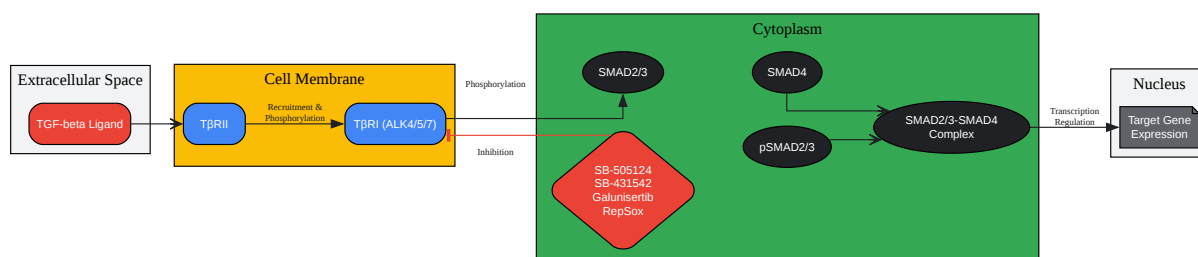 Extracellular Space
TGF-beta Ligand
Cell Membrane
TβRII
Recruitment &
Phosphorylation
TβRI (ALK4/5/7)
Phosphorylation
Inhibition
Cytoplasm
SMAD2/3
SB-505124
SB-431542
Galunisertib
RepSox
SMAD4
pSMAD2/3
SMAD2/3-SMAD4
Complex
Transcription
Regulation
Nucleus
Target Gene
Expression